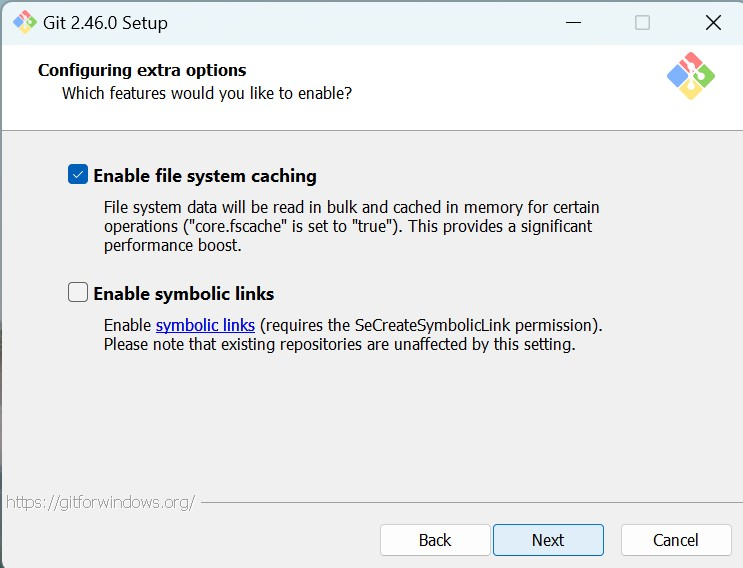 Git 2.46.0 Setup
Configuring extra options
Which features would you like to enable?
Enable file system caching
File system data will be read in bulk and cached in memory for certain
operations ("core.fscache" is set to "true"). This provides a significant
performance boost.
Enable symbolic links
Enable symbolic links (requires the SeCreateSymbolicLink permission).
Please note that existing repositories are unaffected by this setting.
https://gitforwindows.org/
Back Next Cancel